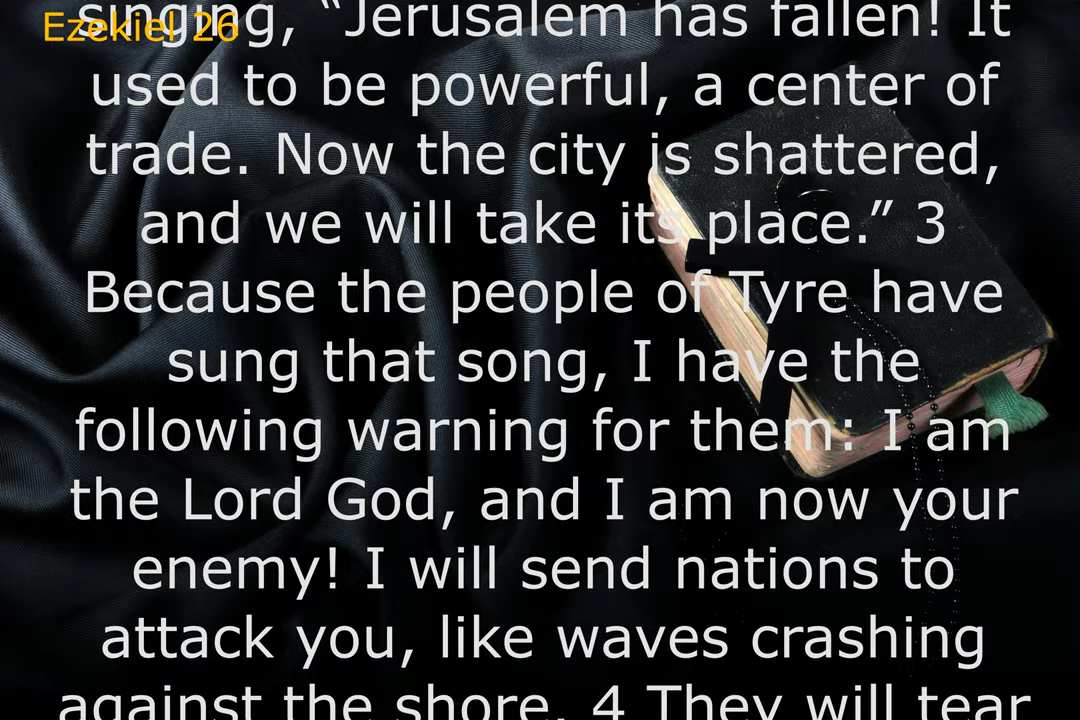 Ezekiel 26
singing, “Jerusalem has fallen! It
used to be powerful, a center of
trade. Now the city is shattered,
and we will take its place.” 3
Because the people of Tyre have
sung that song, I have the
following warning for them: I am
the Lord God, and I am now your
enemy! I will send nations to
attack you, like waves crashing
against the shore. 4 They will tear